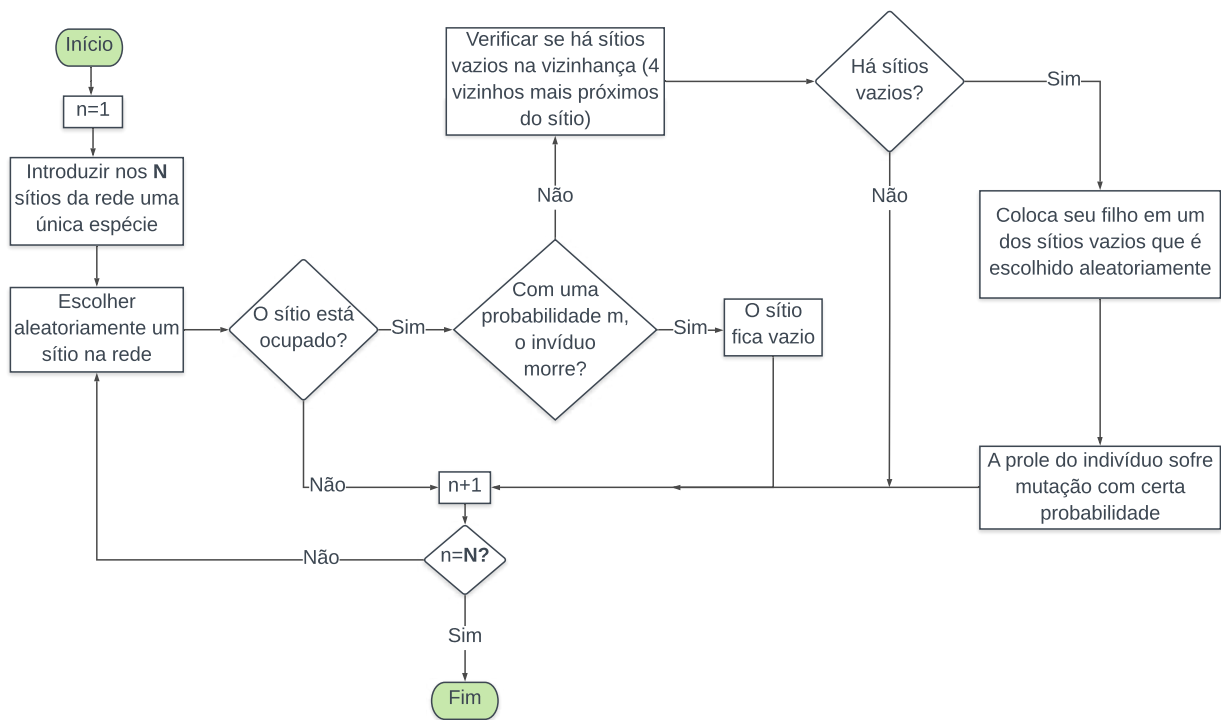 Início
n=1
Introduzir nos N
sítios da rede uma
única espécie
Escolher
aleatoriamente um
sítio na rede
O sítio está
ocupado?
Sim
Com uma
probabilidade m,
o invíduo
morre?
Sim
O sítio
fica vazio
Não
Verificar se há sítios
vazios na vizinhança (4
vizinhos mais próximos
do sítio)
Há sítios
vazios?
Sim
Não
Coloca seu filho em um
dos sítios vazios que é
escolhido aleatoriamente
A prole do indivíduo sofre
mutação com certa
probabilidade
Não
n+1
n=N?
Não
Sim
Fim